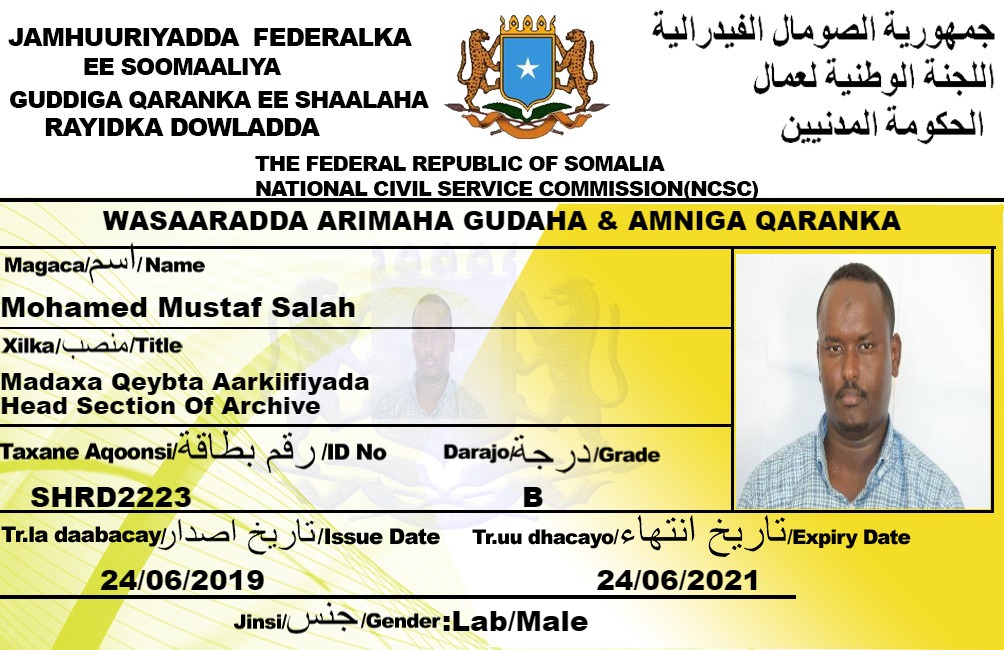 JAMHUURIYADDA FEDERALKA
EE SOOMAALIYA
GUDDIGA QARANKA EE SHAALAHA
RAYIDKA DOWLADDA
جمهورية الصومال الفيدرالية
اللجنة الوطنية لعمال
الحكومة المدنيين
THE FEDERAL REPUBLIC OF SOMALIA
NATIONAL CIVIL SERVICE COMMISSION(NCSC)
WASAARADDA ARIMAHA GUDAHA & AMNIGA QARANKA
Magaca/اسم/Name
Mohamed Mustaf Salah
Xilka/منصب/Title
Madaxa Qeybta Aarkiifiyada
Head Section Of Archive
Taxane Aqoonsi/رقم بطاقة/ID No
Darajo/درجة/Grade
SHRD2223
B
Tr.la daabacay/تاريخ اصدار/Issue Date
Tr.uu dhacayo/تاريخ انتهاء/Expiry Date
24/06/2019
24/06/2021
Jinsi/جنس/Gender:Lab/Male